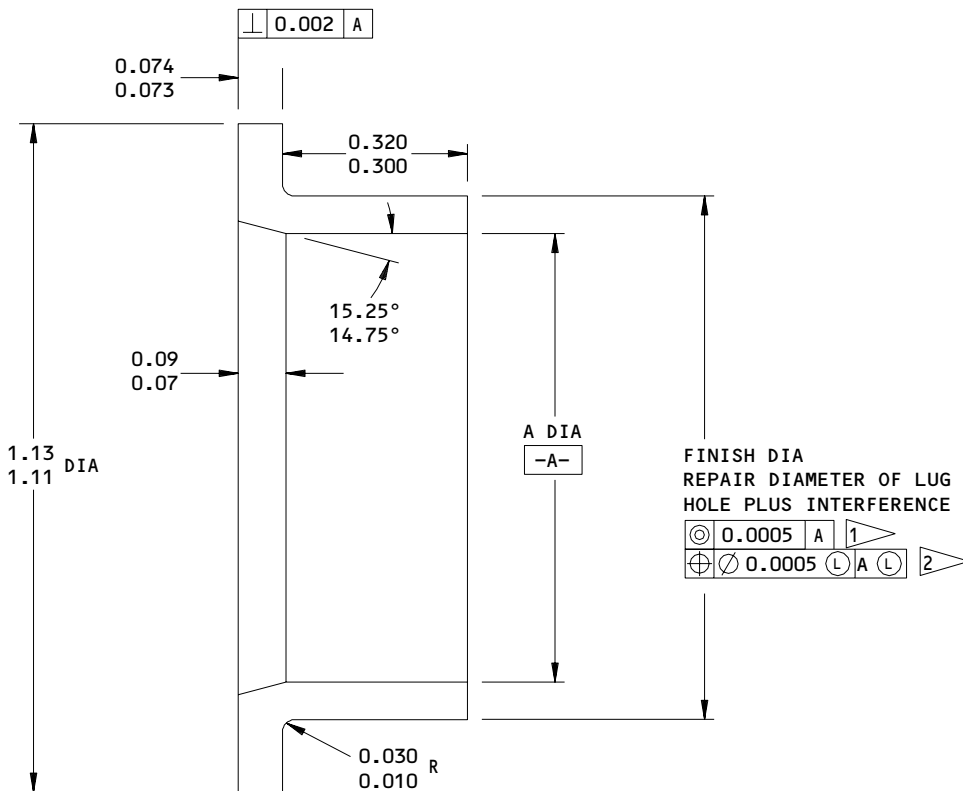 ⊥ 0.002 A
0.074
0.073
0.320
0.300
15.25°
14.75°
0.09
0.07
1.13
1.11 DIA
A DIA
-A-
FINISH DIA
REPAIR DIAMETER OF LUG
HOLE PLUS INTERFERENCE
◎ 0.0005 A 1
⌖ ⌀ 0.0005 Ⓛ A Ⓛ 2
0.030
0.010 R